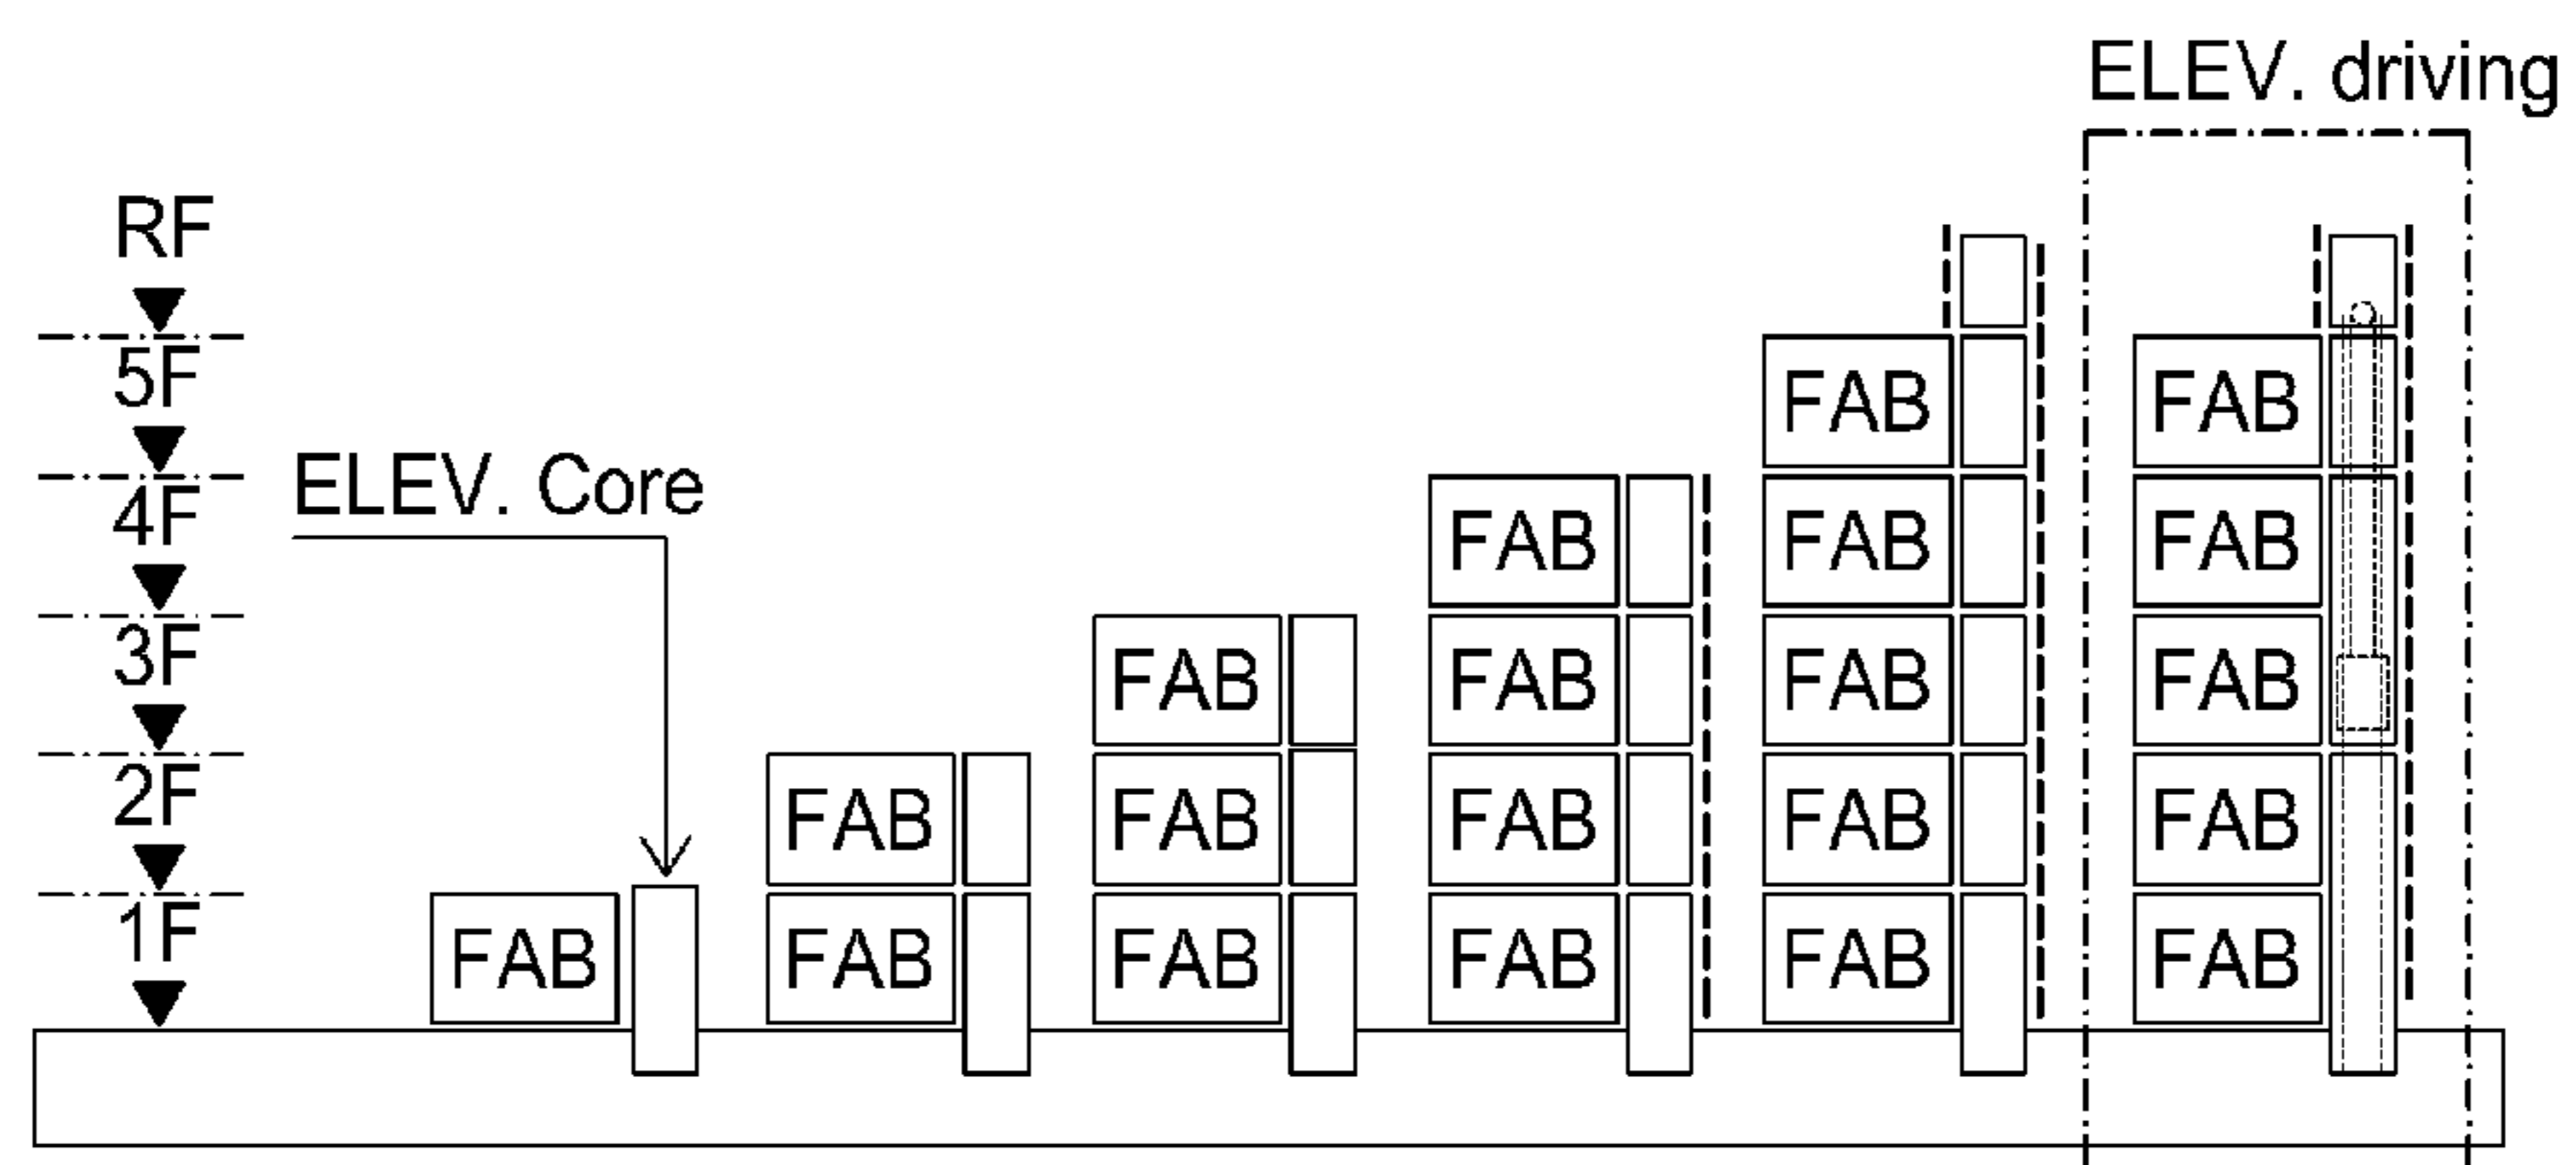 ELEV. driving
RF
5F
FAB FAB
ELEV. Core
4F
FAB FAB FAB
3F
FAB FAB FAB FAB
2F
FAB FAB FAB FAB FAB
1F
FAB FAB FAB FAB FAB FAB